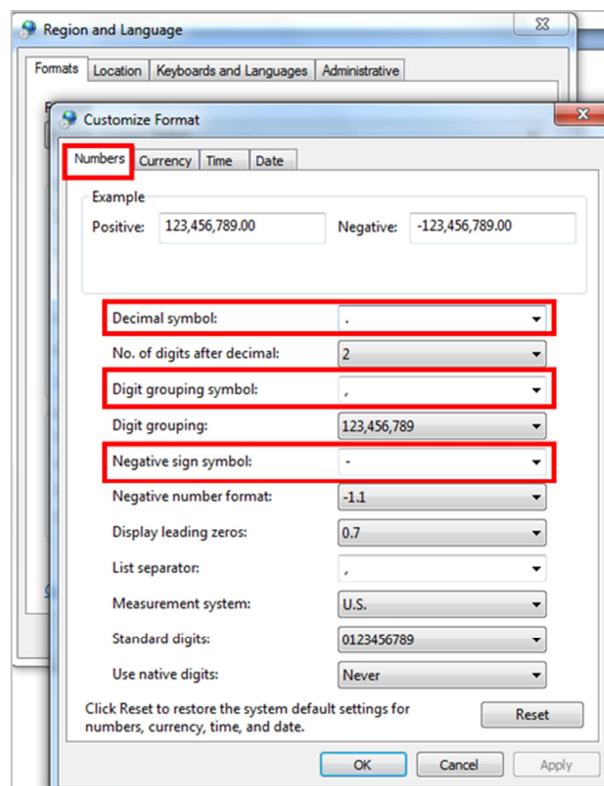 Region and Language
Formats Location Keyboards and Languages Administrative
Customize Format
Numbers Currency Time Date
Example
Positive: 123,456,789.00 Negative: -123,456,789.00
Decimal symbol: .
No. of digits after decimal: 2
Digit grouping symbol: ,
Digit grouping: 123,456,789
Negative sign symbol: -
Negative number format: -1.1
Display leading zeros: 0.7
List separator: ,
Measurement system: U.S.
Standard digits: 0123456789
Use native digits: Never
Click Reset to restore the system default settings for
numbers, currency, time, and date.
Reset
OK Cancel Apply